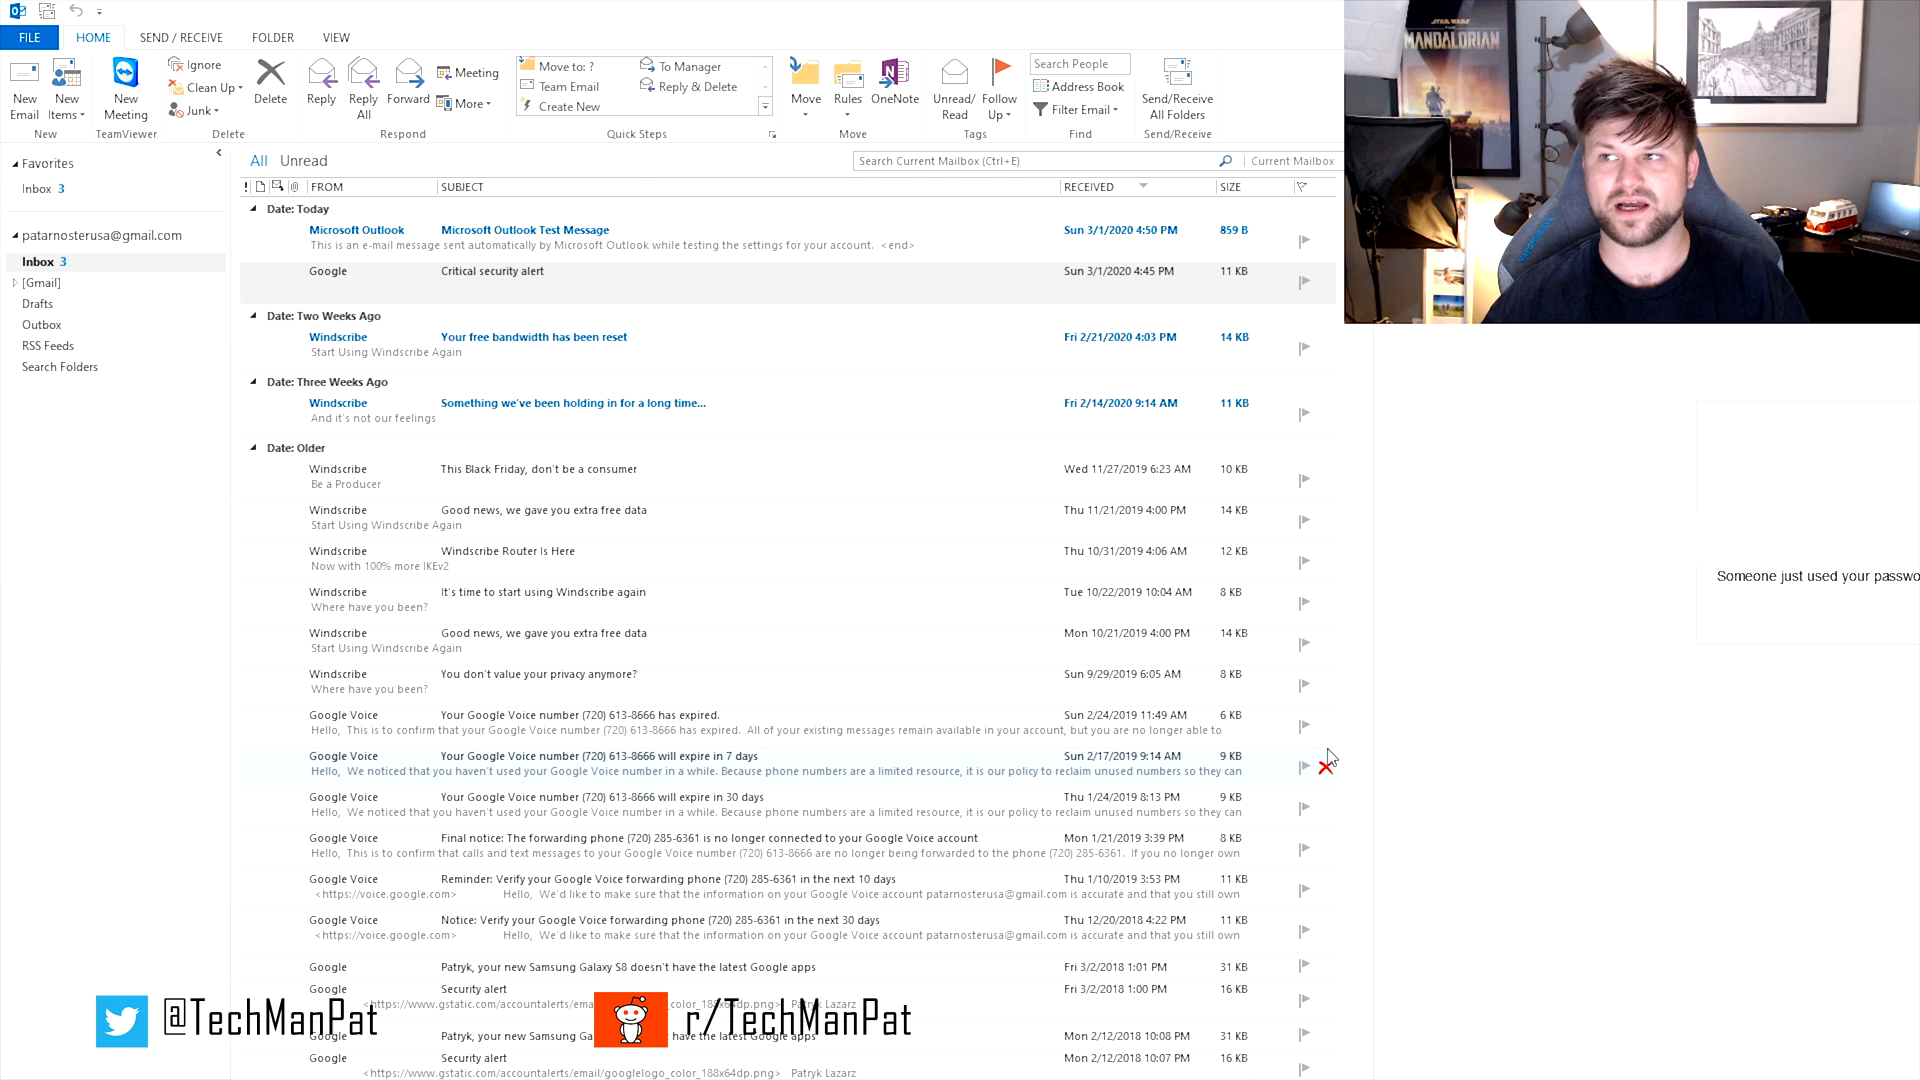 FILE HOME SEND / RECEIVE FOLDER VIEW
New Email
New Items
New
New Meeting
TeamViewer
Ignore
Clean Up
Junk
Delete
Delete
Reply
Reply All
Forward
Meeting
More
Respond
Move to: ?
Team Email
Create New
To Manager
Reply & Delete
Quick Steps
Move
Rules
OneNote
Move
Unread/ Read
Follow Up
Tags
Search People
Address Book
Filter Email
Find
Send/Receive All Folders
Send/Receive
STAR WARS
THE
MANDALORIAN
Favorites
Inbox 3
patarnosterusa@gmail.com
Inbox 3
[Gmail]
Drafts
Outbox
RSS Feeds
Search Folders
All Unread
Search Current Mailbox (Ctrl+E) Current Mailbox
! FROM SUBJECT RECEIVED SIZE
Date: Today
Microsoft Outlook Microsoft Outlook Test Message Sun 3/1/2020 4:50 PM 859 B
This is an e-mail message sent automatically by Microsoft Outlook while testing the settings for your account. <end>
Google Critical security alert Sun 3/1/2020 4:45 PM 11 KB
Date: Two Weeks Ago
Windscribe Your free bandwidth has been reset Fri 2/21/2020 4:03 PM 14 KB
Start Using Windscribe Again
Date: Three Weeks Ago
Windscribe Something we've been holding in for a long time... Fri 2/14/2020 9:14 AM 11 KB
And it's not our feelings
Date: Older
Windscribe This Black Friday, don't be a consumer Wed 11/27/2019 6:23 AM 10 KB
Be a Producer
Windscribe Good news, we gave you extra free data Thu 11/21/2019 4:00 PM 14 KB
Start Using Windscribe Again
Windscribe Windscribe Router Is Here Thu 10/31/2019 4:06 AM 12 KB
Now with 100% more IKEv2
Windscribe It's time to start using Windscribe again Tue 10/22/2019 10:04 AM 8 KB
Where have you been?
Windscribe Good news, we gave you extra free data Mon 10/21/2019 4:00 PM 14 KB
Start Using Windscribe Again
Windscribe You don't value your privacy anymore? Sun 9/29/2019 6:05 AM 8 KB
Where have you been?
Google Voice Your Google Voice number (720) 613-8666 has expired. Sun 2/24/2019 11:49 AM 6 KB
Hello, This is to confirm that your Google Voice number (720) 613-8666 has expired. All of your existing messages remain available in your account, but you are no longer able to
Google Voice Your Google Voice number (720) 613-8666 will expire in 7 days Sun 2/17/2019 9:14 AM 9 KB
Hello, We noticed that you haven't used your Google Voice number in a while. Because phone numbers are a limited resource, it is our policy to reclaim unused numbers so they can
Google Voice Your Google Voice number (720) 613-8666 will expire in 30 days Thu 1/24/2019 8:13 PM 9 KB
Hello, We noticed that you haven't used your Google Voice number in a while. Because phone numbers are a limited resource, it is our policy to reclaim unused numbers so they can
Google Voice Final notice: The forwarding phone (720) 285-6361 is no longer connected to your Google Voice account Mon 1/21/2019 3:39 PM 8 KB
Hello, This is to confirm that calls and text messages to your Google Voice number (720) 613-8666 are no longer being forwarded to the phone (720) 285-6361. If you no longer own
Google Voice Reminder: Verify your Google Voice forwarding phone (720) 285-6361 in the next 10 days Thu 1/10/2019 3:53 PM 11 KB
<https://voice.google.com> Hello, We'd like to make sure that the information on your Google Voice account patarnosterusa@gmail.com is accurate and that you still own
Google Voice Notice: Verify your Google Voice forwarding phone (720) 285-6361 in the next 30 days Thu 12/20/2018 4:22 PM 11 KB
<https://voice.google.com> Hello, We'd like to make sure that the information on your Google Voice account patarnosterusa@gmail.com is accurate and that you still own
Google Patryk, your new Samsung Galaxy S8 doesn't have the latest Google apps Fri 3/2/2018 1:01 PM 31 KB
Google Security alert Fri 3/2/2018 1:00 PM 16 KB
<https://www.gstatic.com/accountalerts/ema color_188x64dp.png> Patryk Lazarz
@TechManPat r/TechManPat
Google Patryk, your new Samsung Ga have the latest Google apps Mon 2/12/2018 10:08 PM 31 KB
Google Security alert Mon 2/12/2018 10:07 PM 16 KB
<https://www.gstatic.com/accountalerts/email/googlelogo_color_188x64dp.png> Patryk Lazarz
Someone just used your passwo